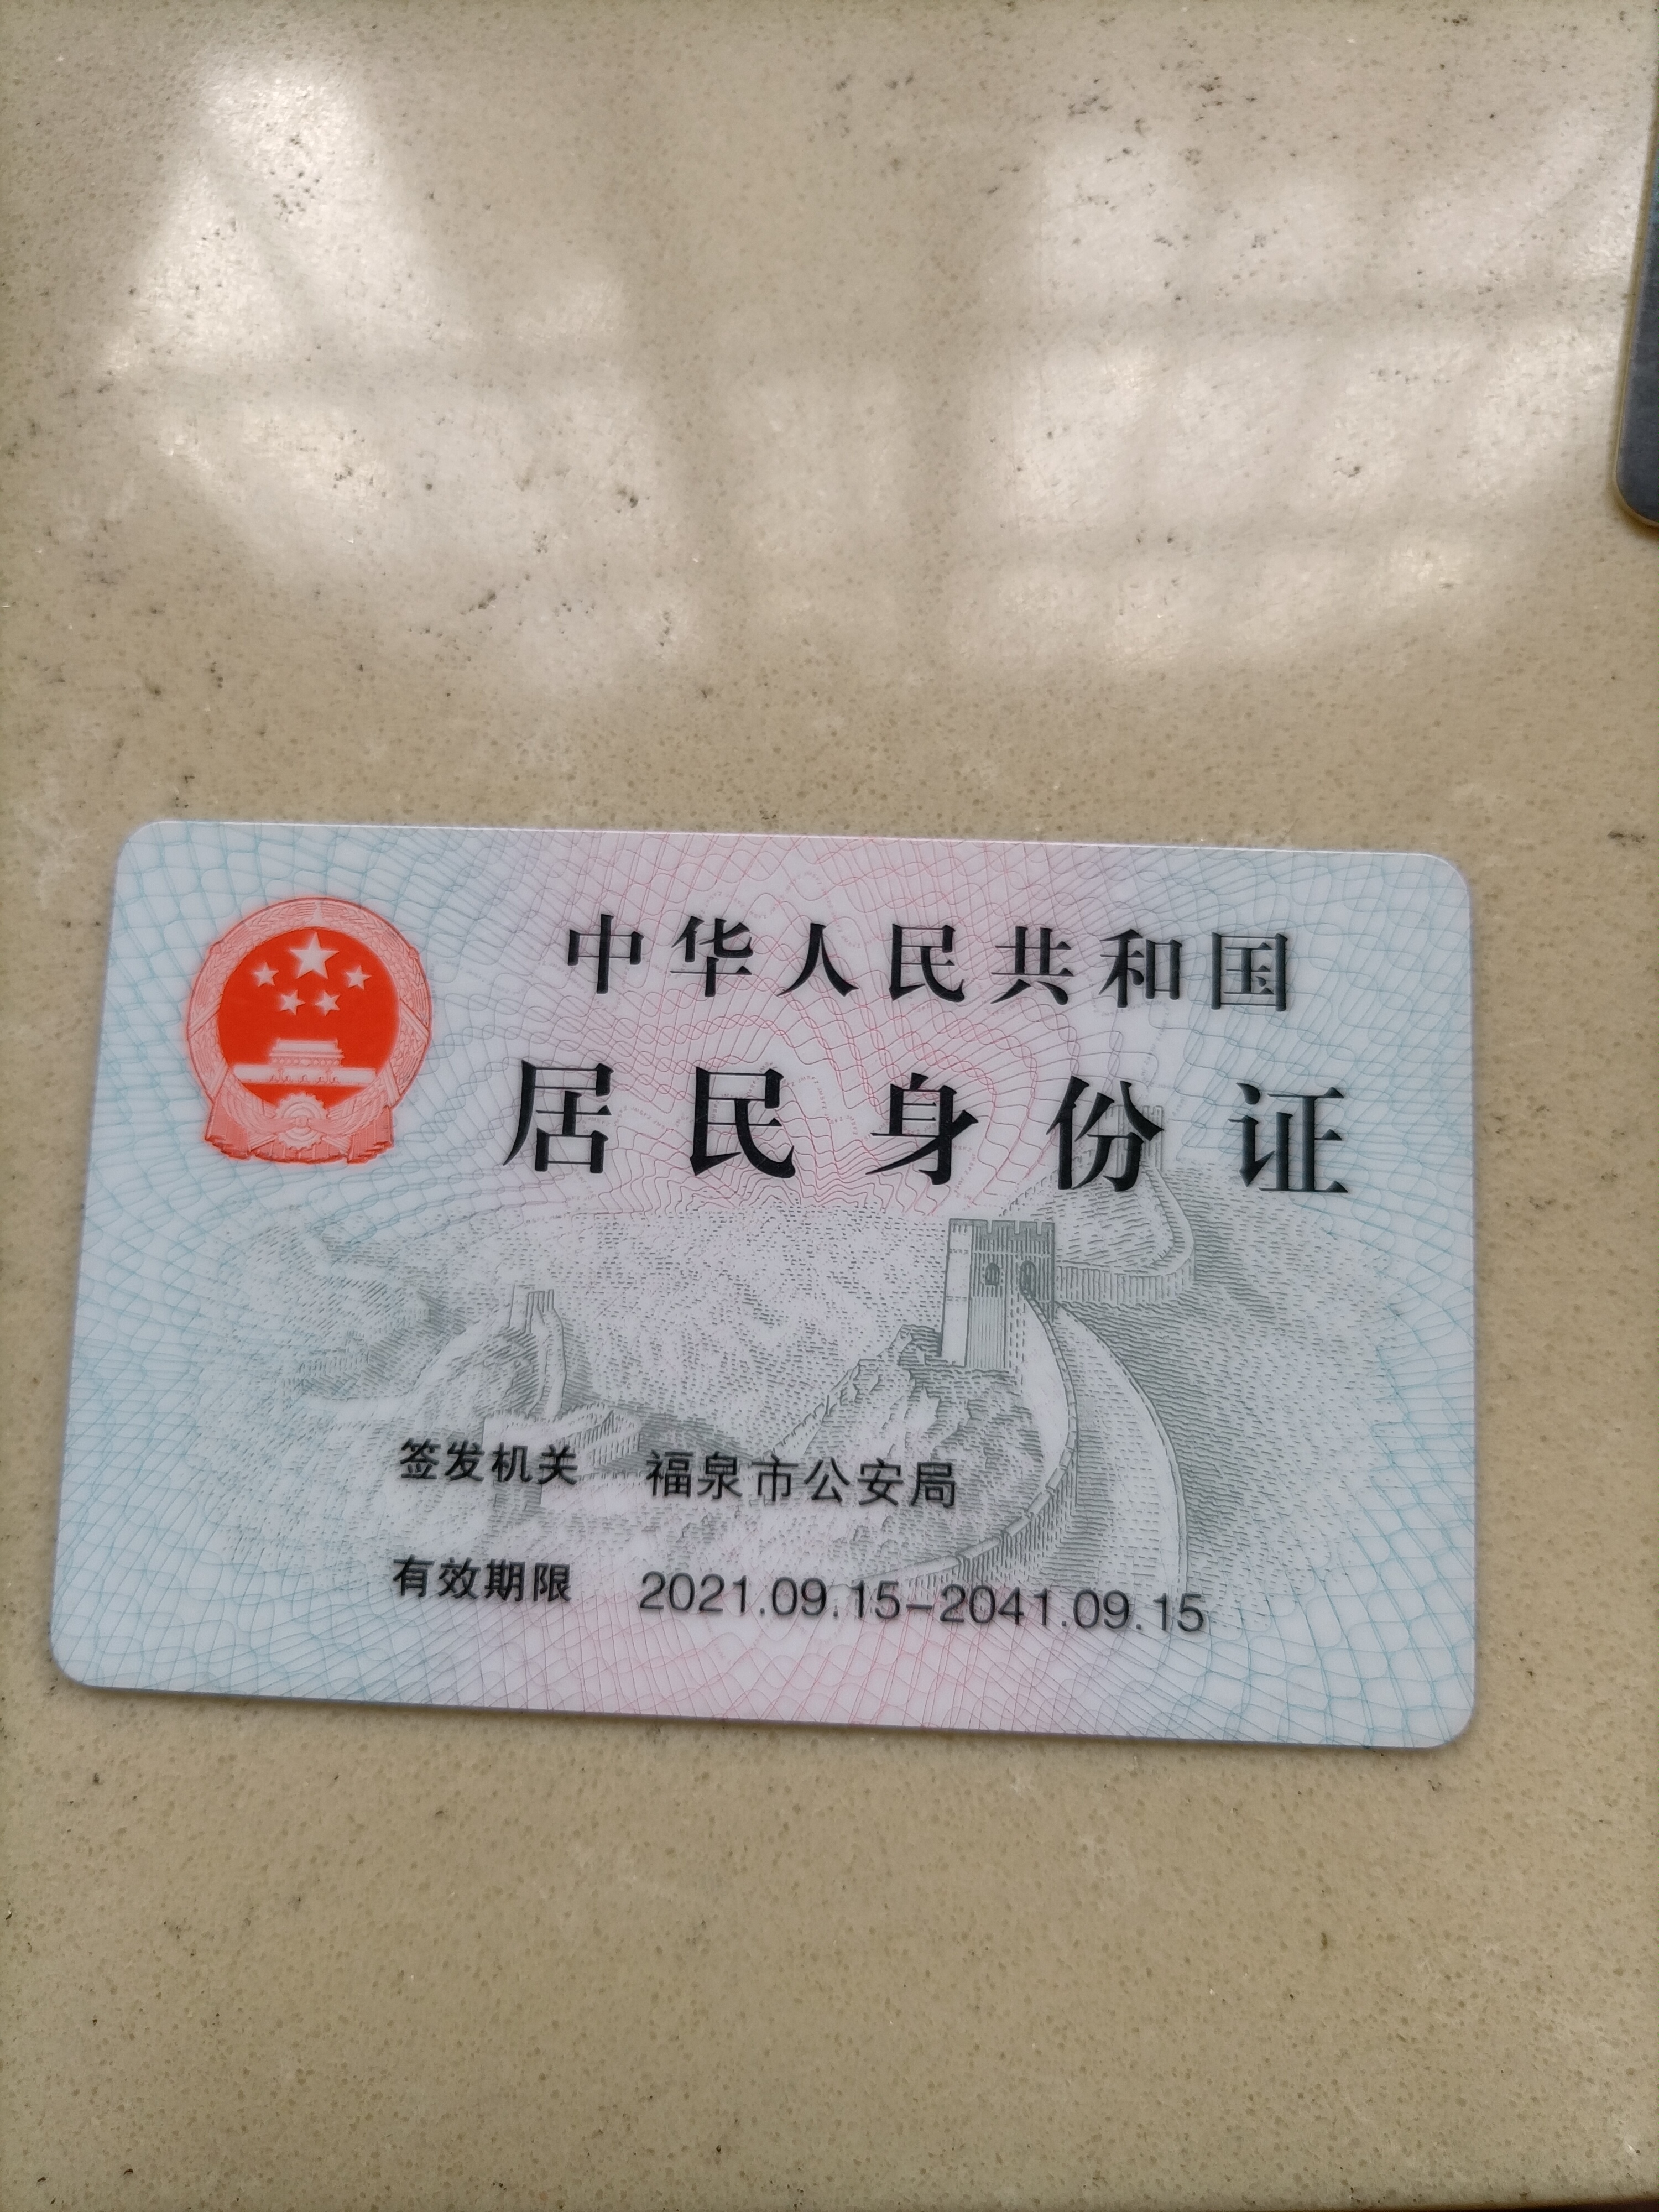 中华人民共和国
居民身份证
签发机关 福泉市公安局
有效期限 2021.09.15-2041.09.15